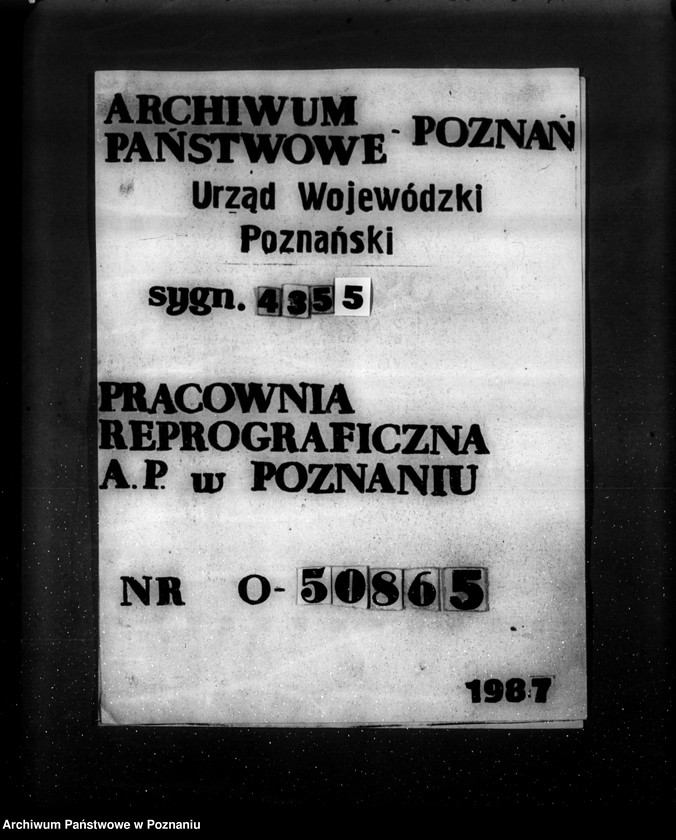 ARCHIWUM
PAŃSTWOWE - POZNAŃ
Urząd Wojewódzki
Poznański
sygn. 4355
PRACOWNIA
REPROGRAFICZNA
A.P. w POZNANIU
NR O-50865
1987
Archiwum Państwowe w Poznaniu